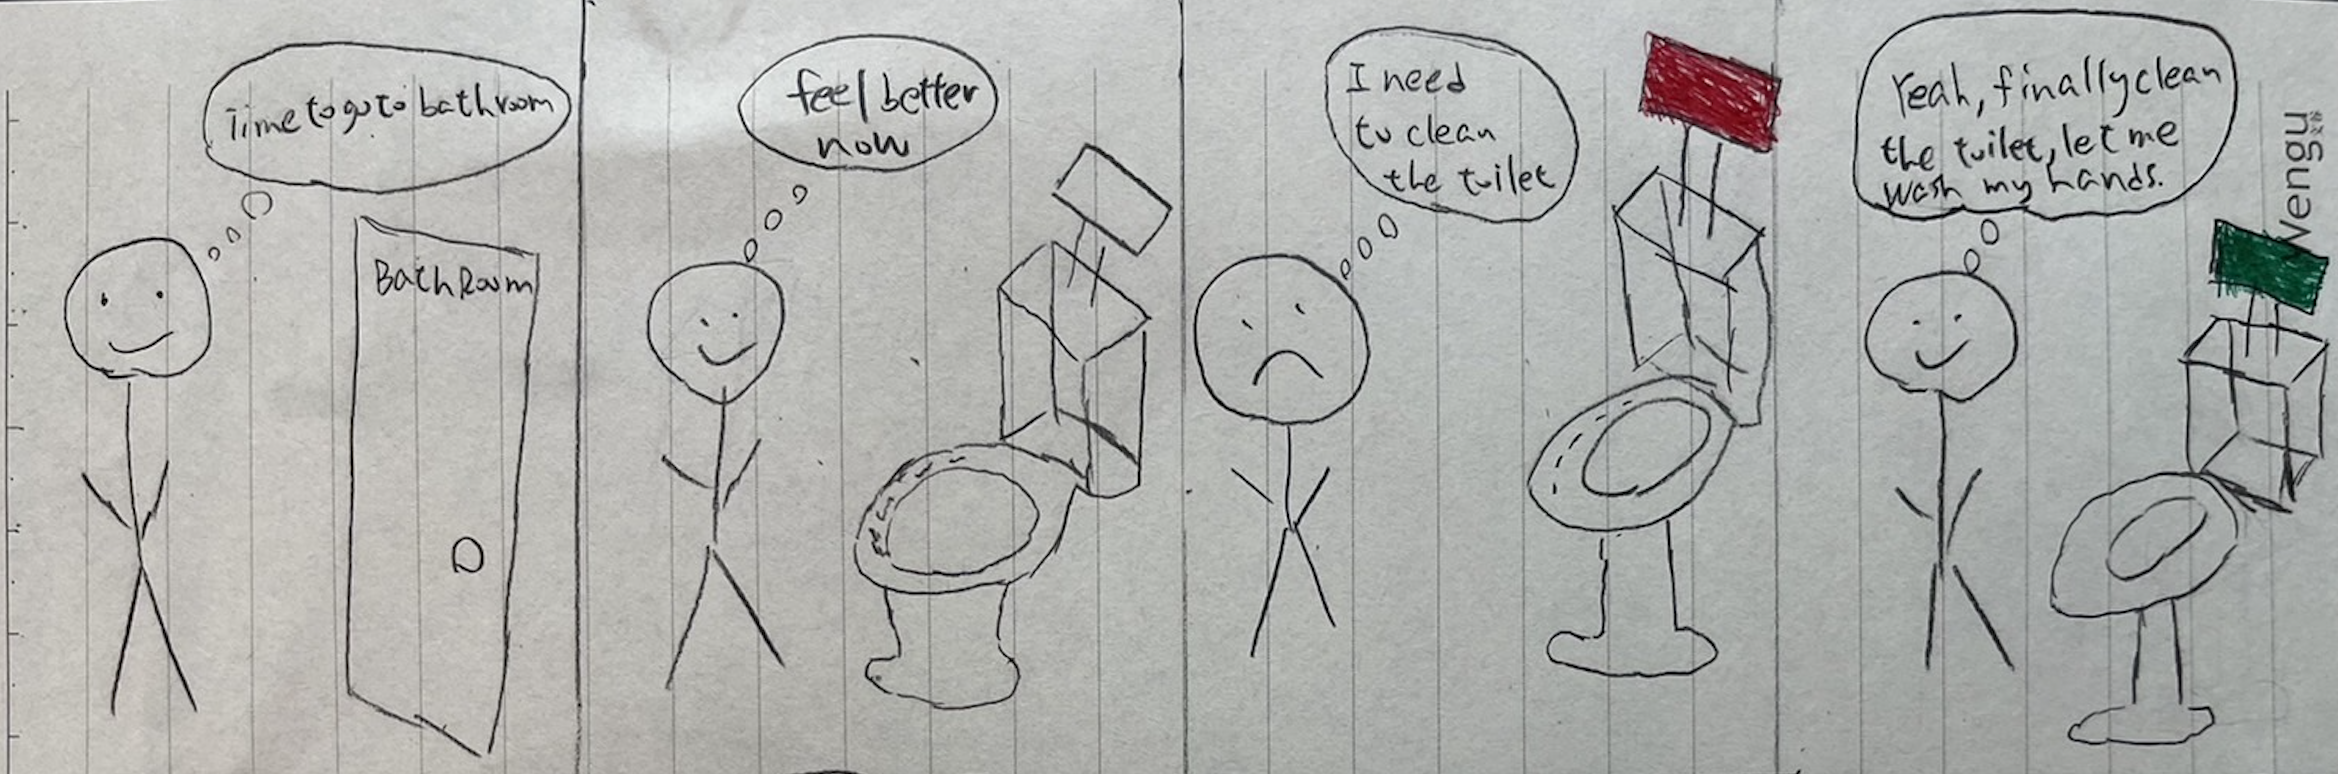 Time to go to bathroom
BathRoom
feel better
now
I need
to clean
the toilet
Yeah, finally clean
the toilet, let me
wash my hands.
Vengu